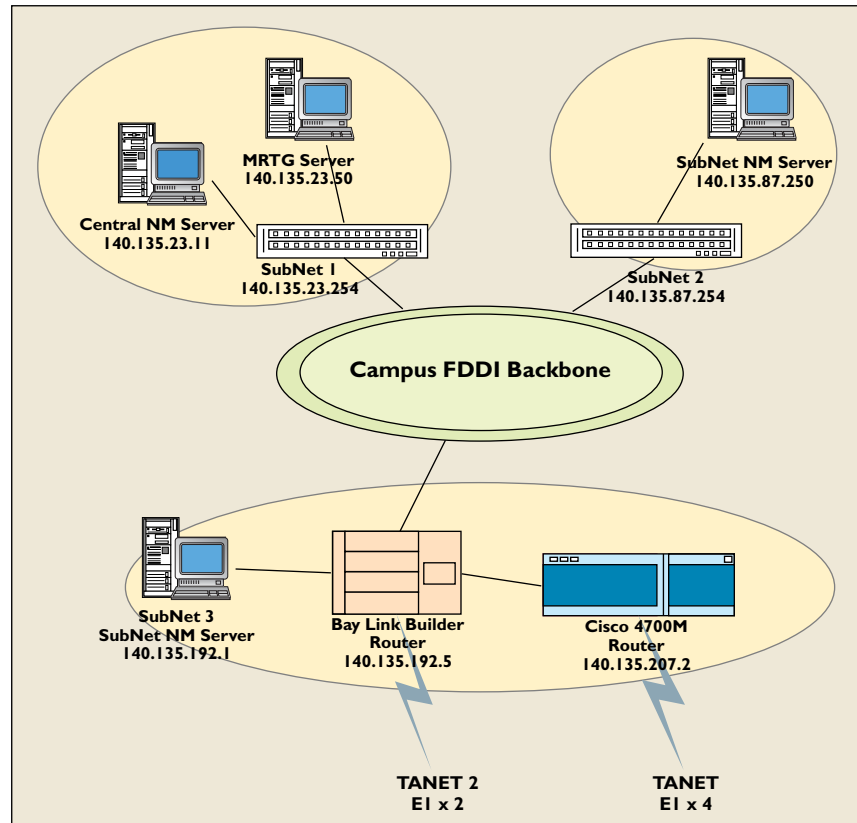 MRTG Server
140.135.23.50
Central NM Server
140.135.23.11
SubNet 1
140.135.23.254
SubNet NM Server
140.135.87.250
SubNet 2
140.135.87.254
Campus FDDI Backbone
SubNet 3
SubNet NM Server
140.135.192.1
Bay Link Builder
Router
140.135.192.5
Cisco 4700M
Router
140.135.207.2
TANET 2
E1 x 2
TANET
E1 x 4